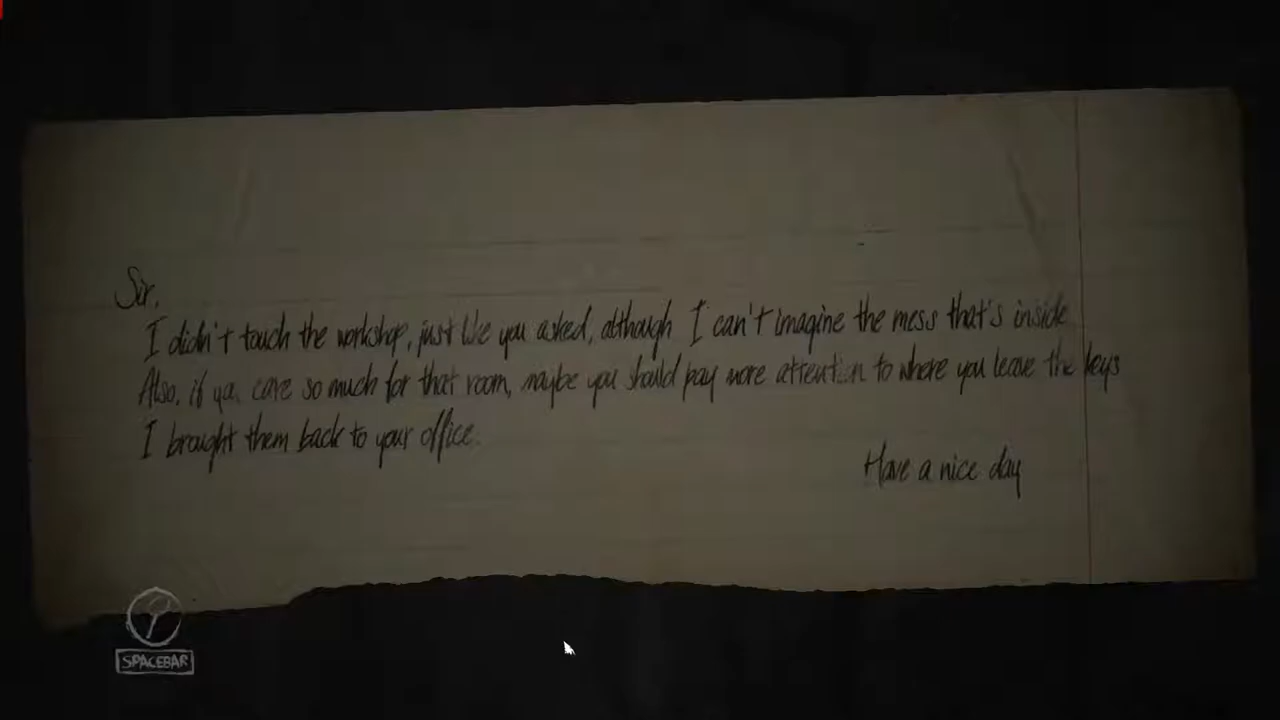 Sir,
I didn't touch the workshop, just like you asked, although I can't imagine the mess that's inside.
Also, if ya care so much for that room, maybe you should pay more attention to where you leave the keys
I brought them back to your office.
Have a nice day
SPACEBAR